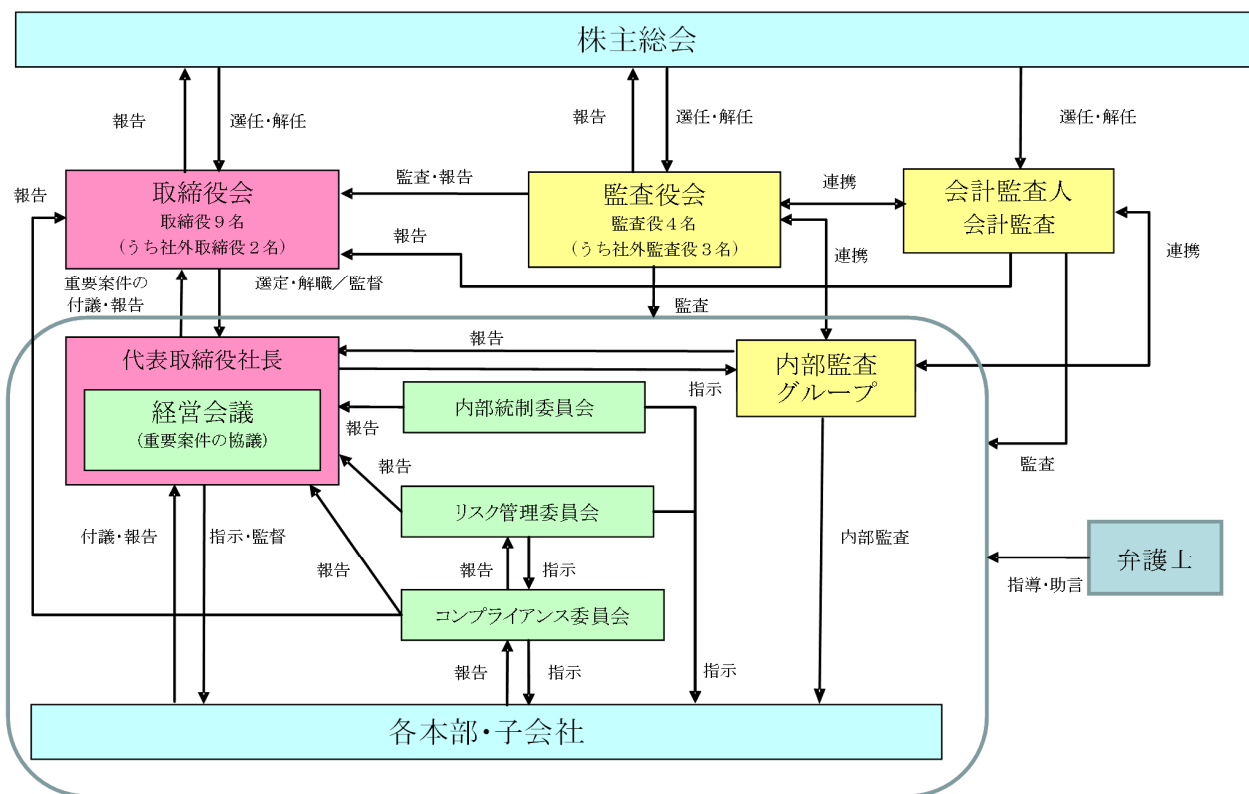 株主総会
報告
選任・解任
報告
選任・解任
選任・解任
報告
取締役会
取締役９名
(うち社外取締役２名)
監査・報告
監査役会
監査役４名
(うち社外監査役３名)
連携
会計監査人
会計監査
報告
連携
連携
重要案件の
付議・報告
選定・解職／監督
監査
代表取締役社長
報告
指示
内部監査
グループ
経営会議
(重要案件の協議)
内部統制委員会
報告
監査
報告
リスク管理委員会
付議・報告
指示・監督
内部監査
弁護士
指導・助言
報告
報告
指示
コンプライアンス委員会
報告
指示
指示
各本部・子会社